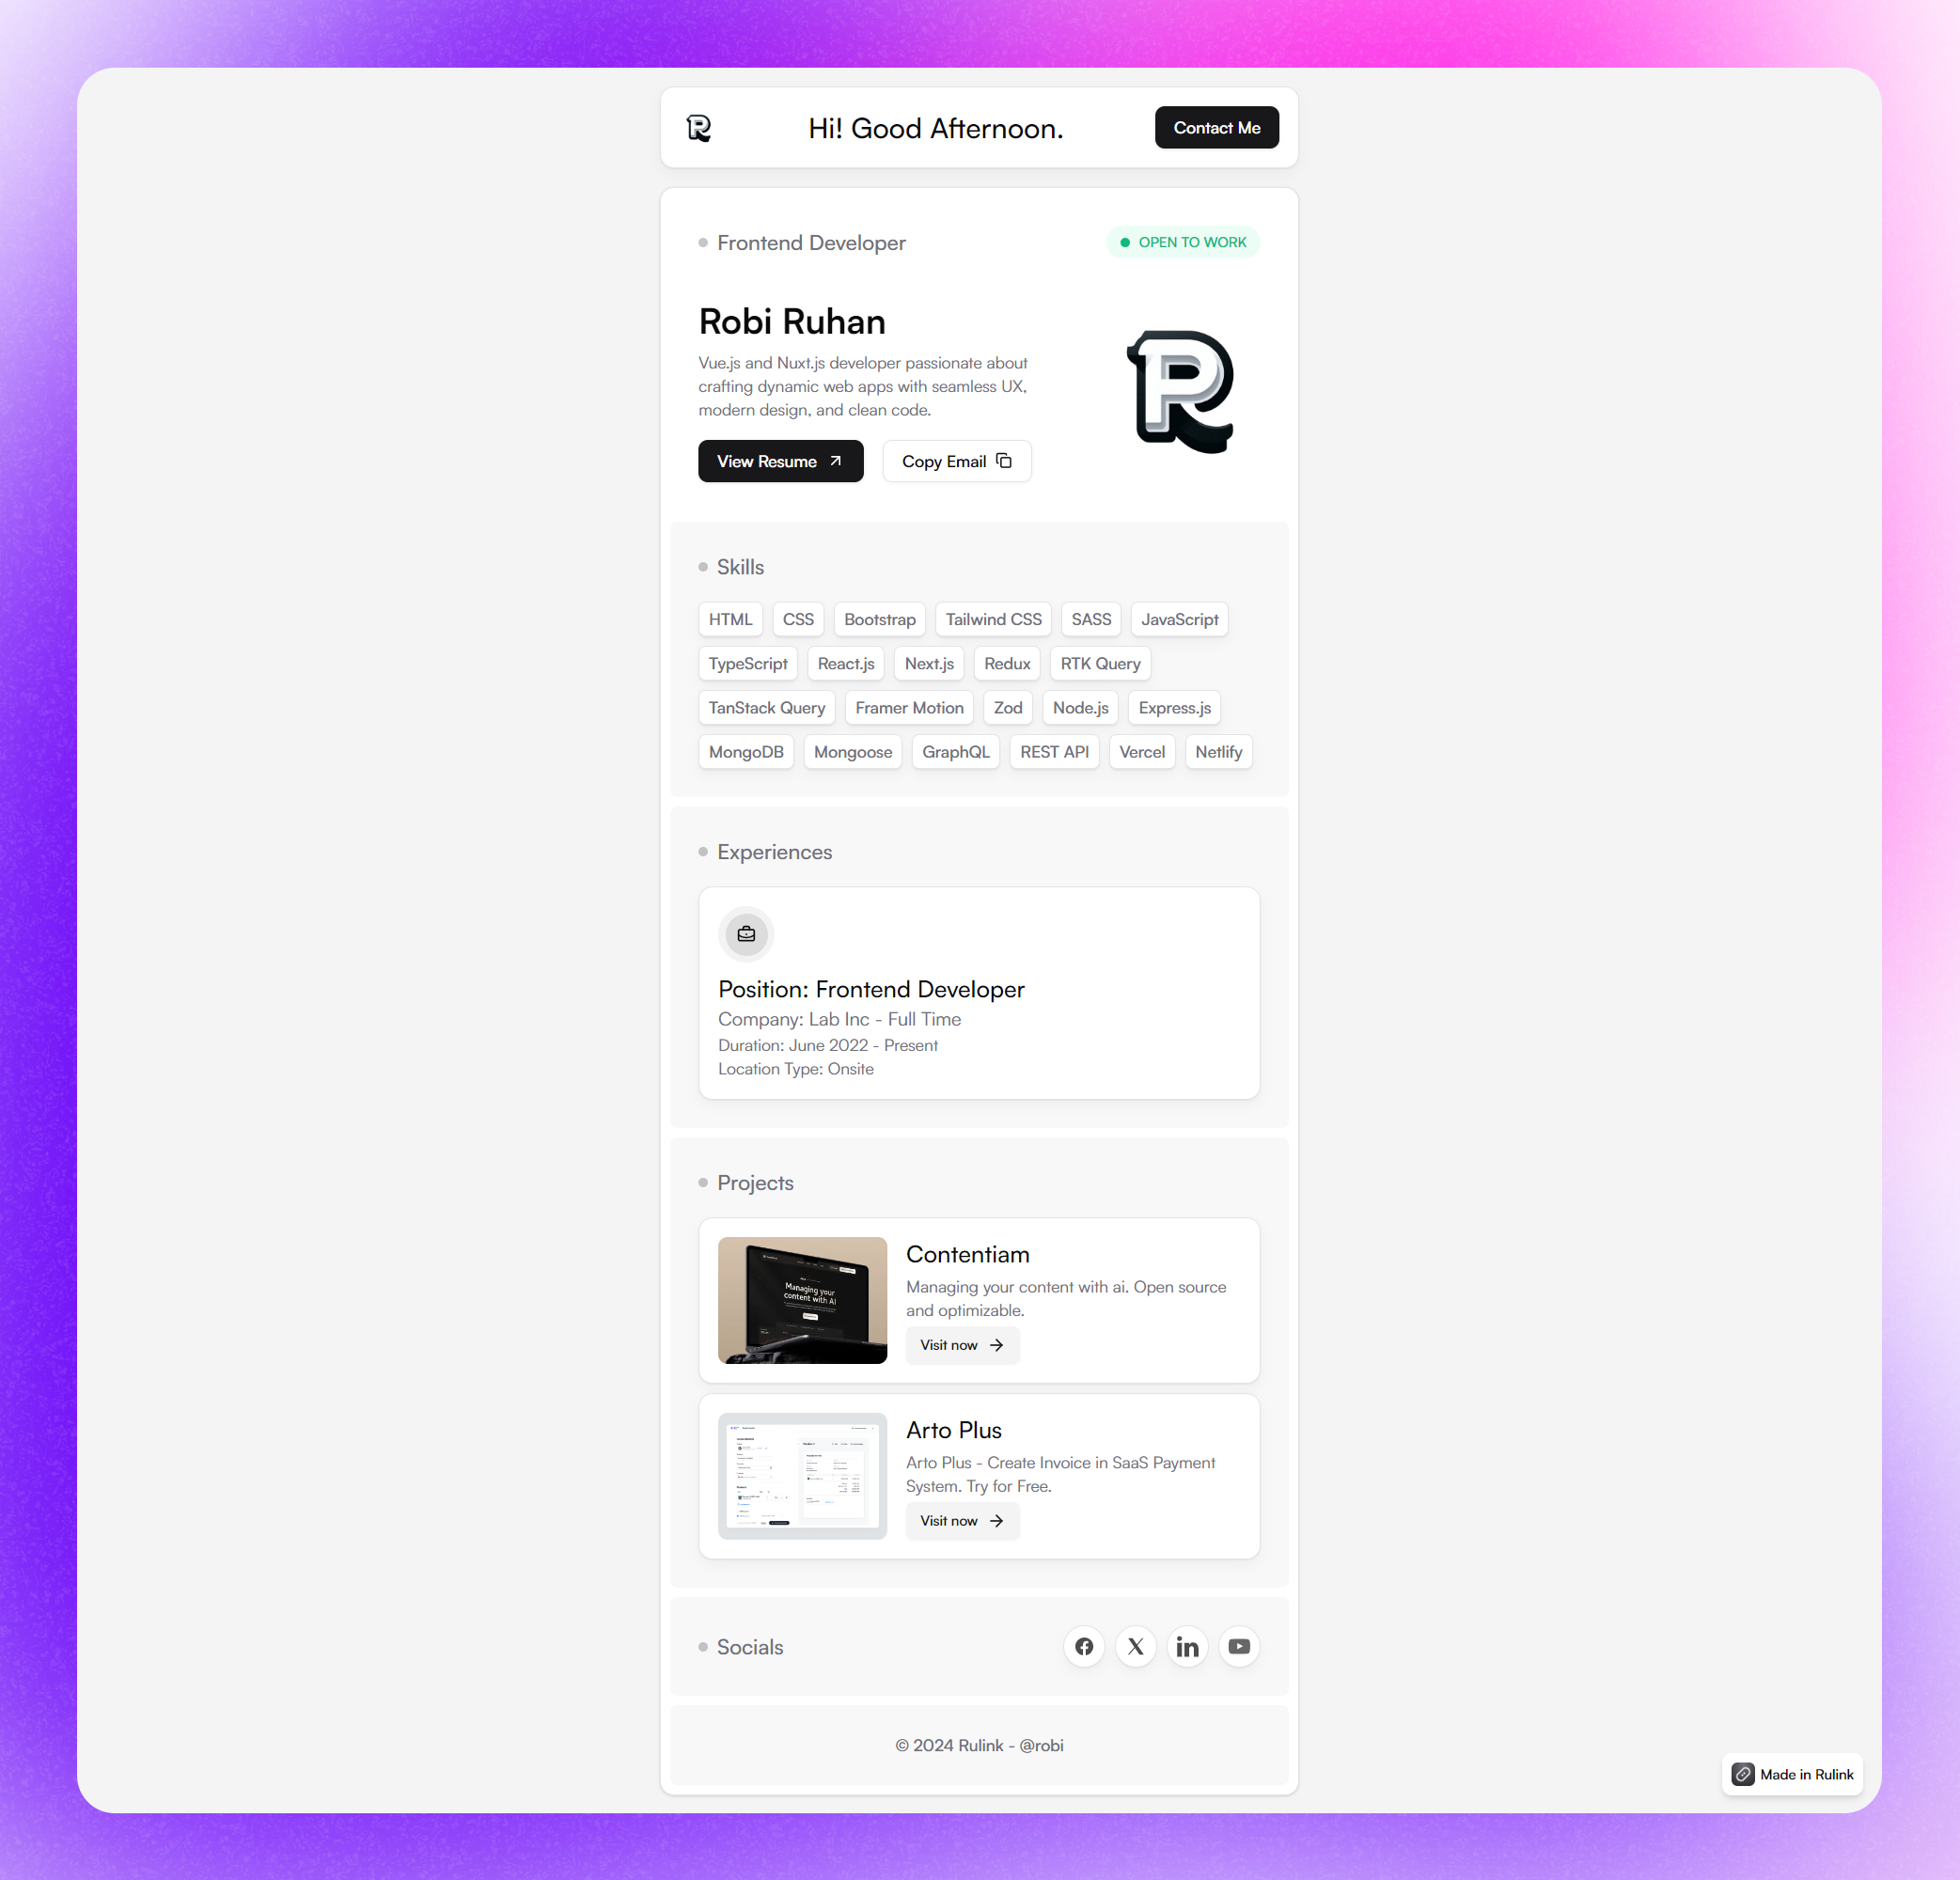 Hi! Good Afternoon.
Contact Me
Frontend Developer
OPEN TO WORK
Robi Ruhan
Vue.js and Nuxt.js developer passionate about
crafting dynamic web apps with seamless UX,
modern design, and clean code.
View Resume
Copy Email
Skills
HTML CSS Bootstrap Tailwind CSS SASS JavaScript
TypeScript React.js Next.js Redux RTK Query
TanStack Query Framer Motion Zod Node.js Express.js
MongoDB Mongoose GraphQL REST API Vercel Netlify
Experiences
Position: Frontend Developer
Company: Lab Inc - Full Time
Duration: June 2022 - Present
Location Type: Onsite
Projects
Managing your
content with AI
Contentiam
Managing your content with ai. Open source
and optimizable.
Visit now
Arto Plus
Arto Plus - Create Invoice in SaaS Payment
System. Try for Free.
Visit now
Socials
© 2024 Rulink - @robi
Made in Rulink